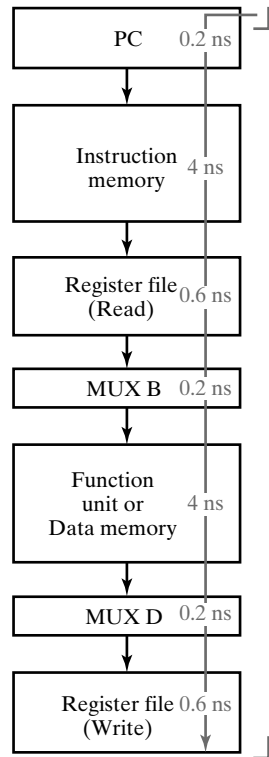 PC 0.2 ns
Instruction
memory
4 ns
Register file
(Read)
0.6 ns
MUX B 0.2 ns
Function
unit or
Data memory
4 ns
MUX D 0.2 ns
Register file
(Write)
0.6 ns